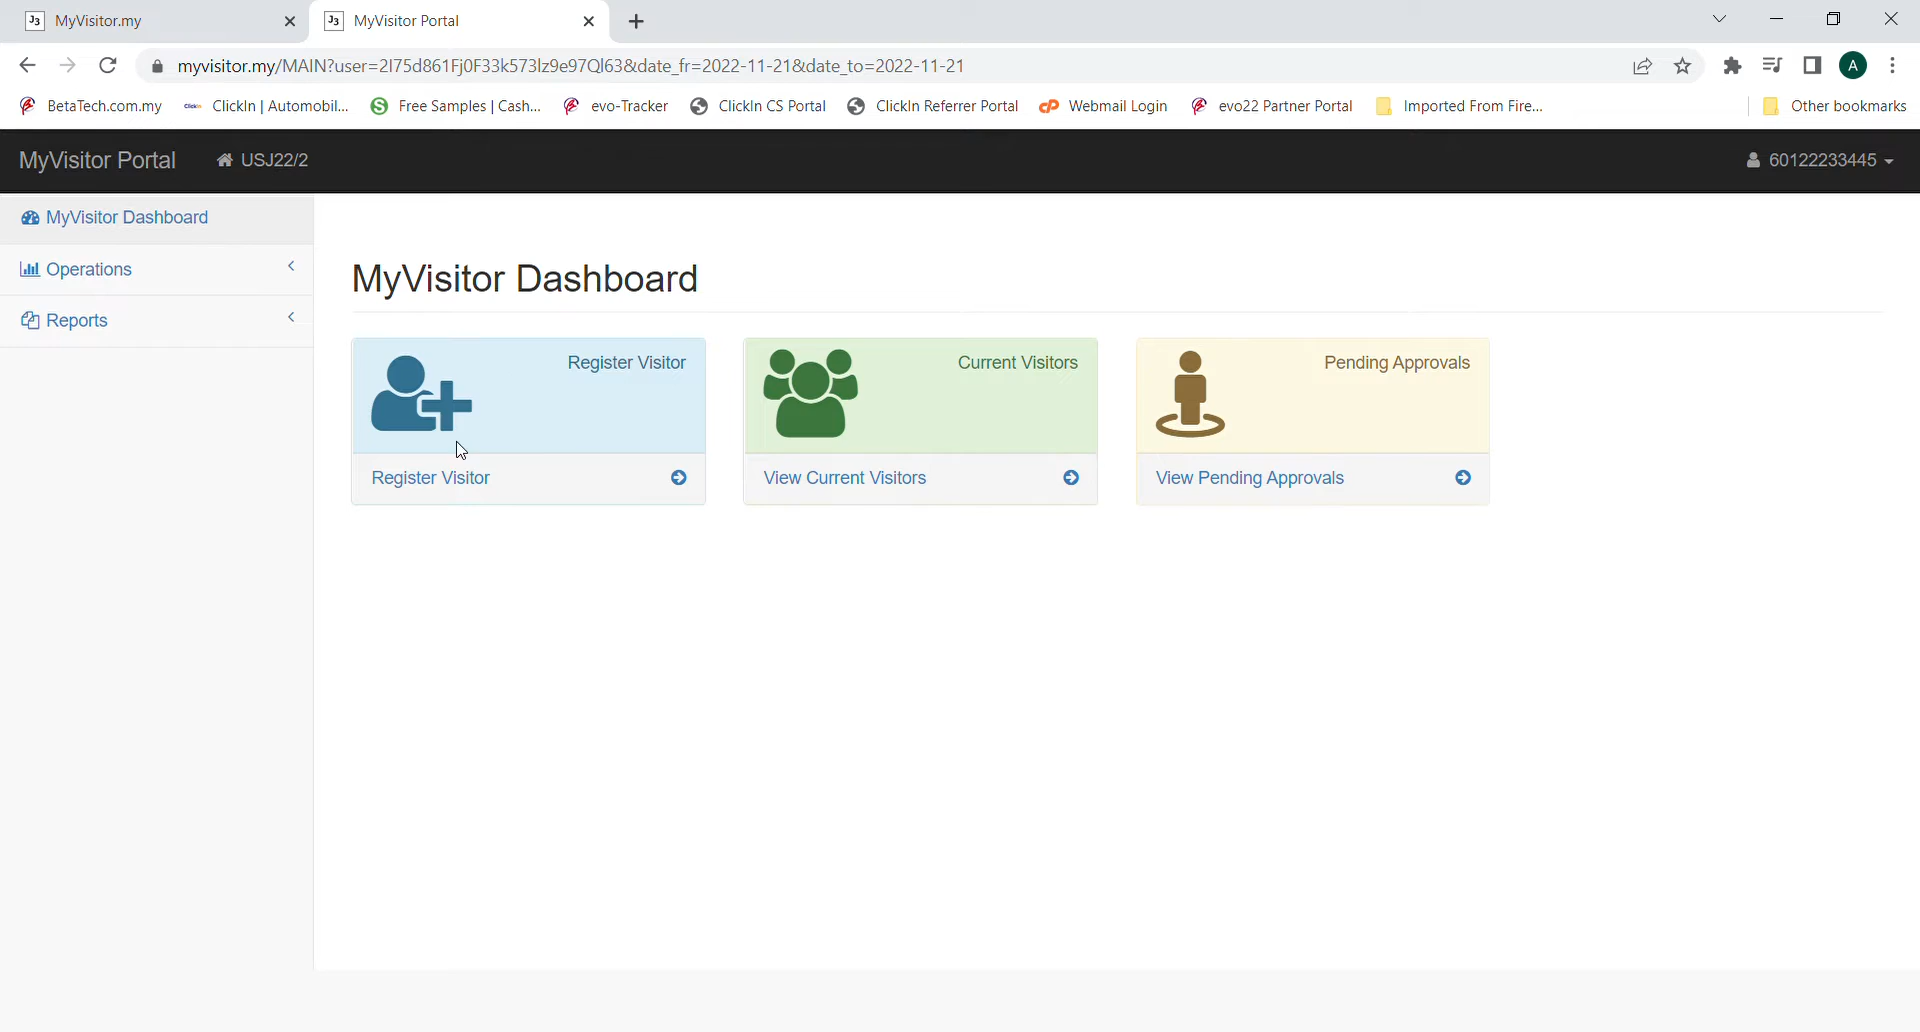 MyVisitor.my
MyVisitor Portal
myvisitor.my/MAIN?user=2I75d861Fj0F33k573lz9e97Ql63&date_fr=2022-11-21&date_to=2022-11-21
A
BetaTech.com.my
ClickIn | Automobil...
Free Samples | Cash...
evo-Tracker
ClickIn CS Portal
ClickIn Referrer Portal
Webmail Login
evo22 Partner Portal
Imported From Fire...
Other bookmarks
MyVisitor Portal
USJ22/2
60122233445
MyVisitor Dashboard
Operations
Reports
MyVisitor Dashboard
Register Visitor
Register Visitor
Current Visitors
View Current Visitors
Pending Approvals
View Pending Approvals